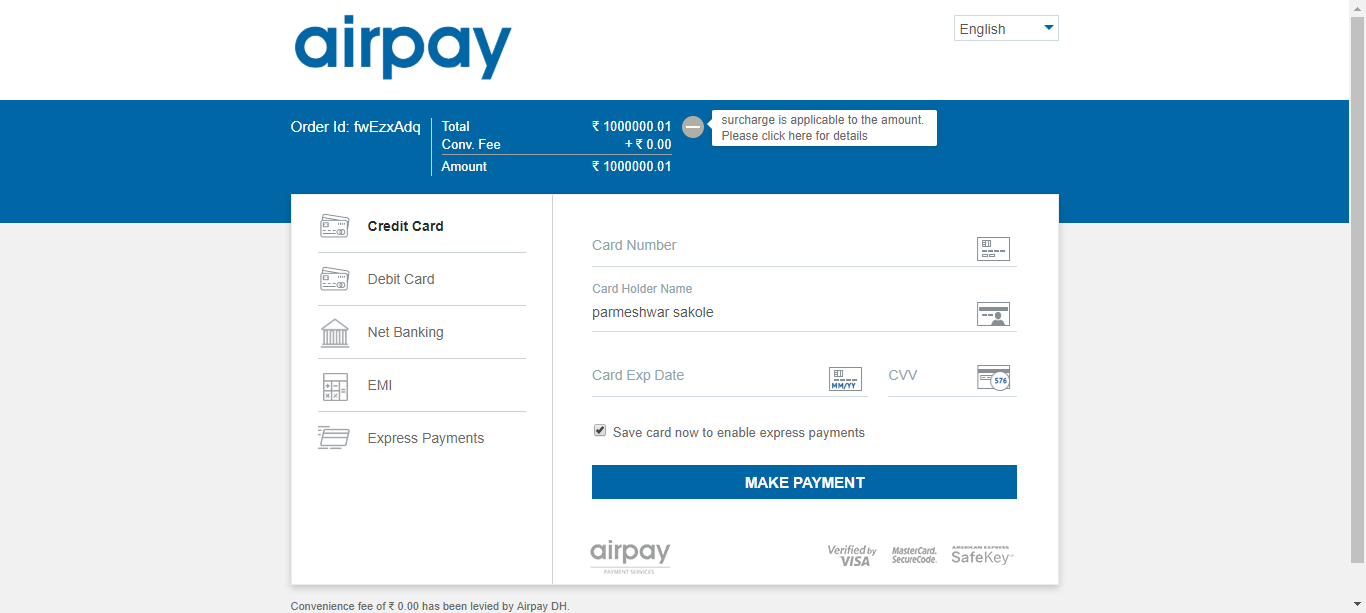 airpay
English
Order Id: fwEzxAdq
Total ₹ 1000000.01
Conv. Fee + ₹ 0.00
Amount ₹ 1000000.01
surcharge is applicable to the amount.
Please click here for details
Credit Card
Debit Card
Net Banking
EMI
Express Payments
Card Number
Card Holder Name
parmeshwar sakole
Card Exp Date
MM/YY
CVV
576
Save card now to enable express payments
MAKE PAYMENT
airpay
PAYMENT SERVICES
Verified by
VISA
MasterCard.
SecureCode.
AMERICAN EXPRESS
SafeKey
Convenience fee of ₹ 0.00 has been levied by Airpay DH.